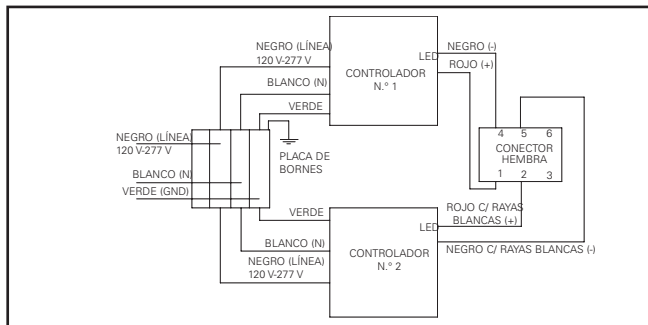 NEGRO (LÍNEA)
120 V-277 V
BLANCO (N)
VERDE
LED
CONTROLADOR
N.° 1
NEGRO (-)
ROJO (+)
NEGRO (LÍNEA)
120 V-277 V
BLANCO (N)
VERDE (GND)
PLACA DE
BORNES
4 5 6
CONECTOR
HEMBRA
1 2 3
VERDE
BLANCO (N)
NEGRO (LÍNEA)
120 V-277 V
LED
CONTROLADOR
N.° 2
ROJO C/ RAYAS
BLANCAS (+)
NEGRO C/ RAYAS BLANCAS (-)